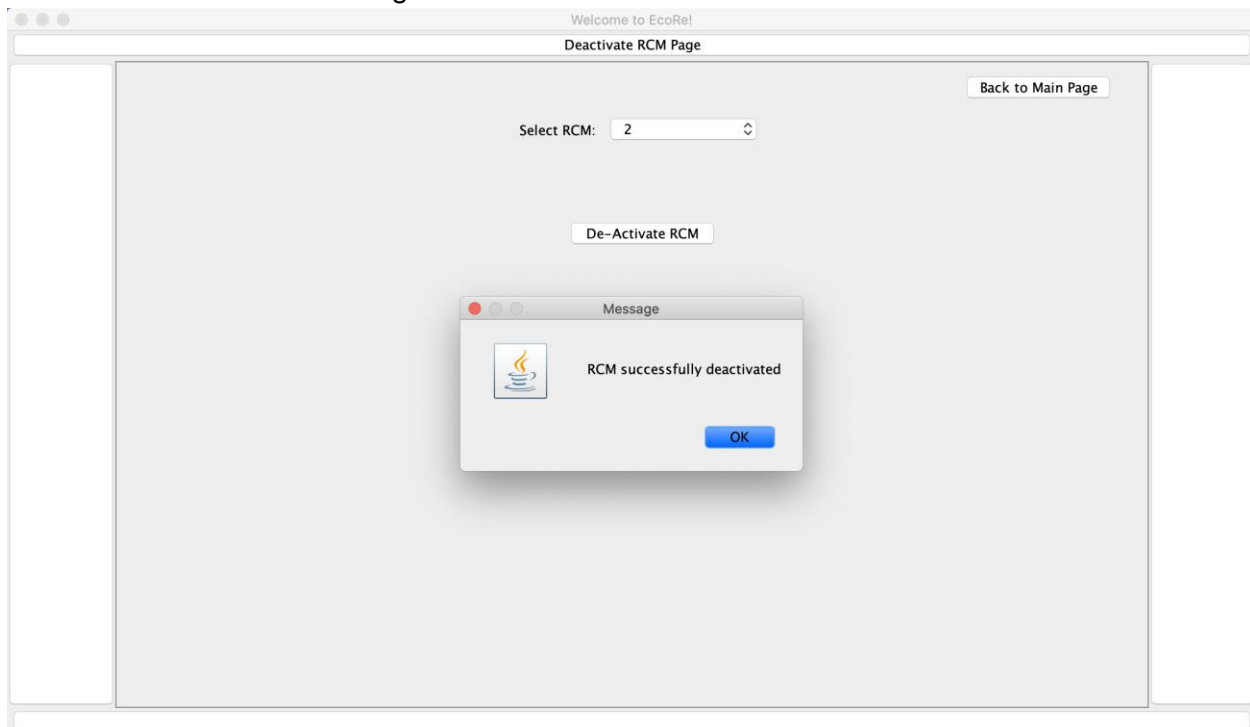 Welcome to EcoRe!
Deactivate RCM Page
Back to Main Page
Select RCM: 2
De-Activate RCM
Message
RCM successfully deactivated
OK